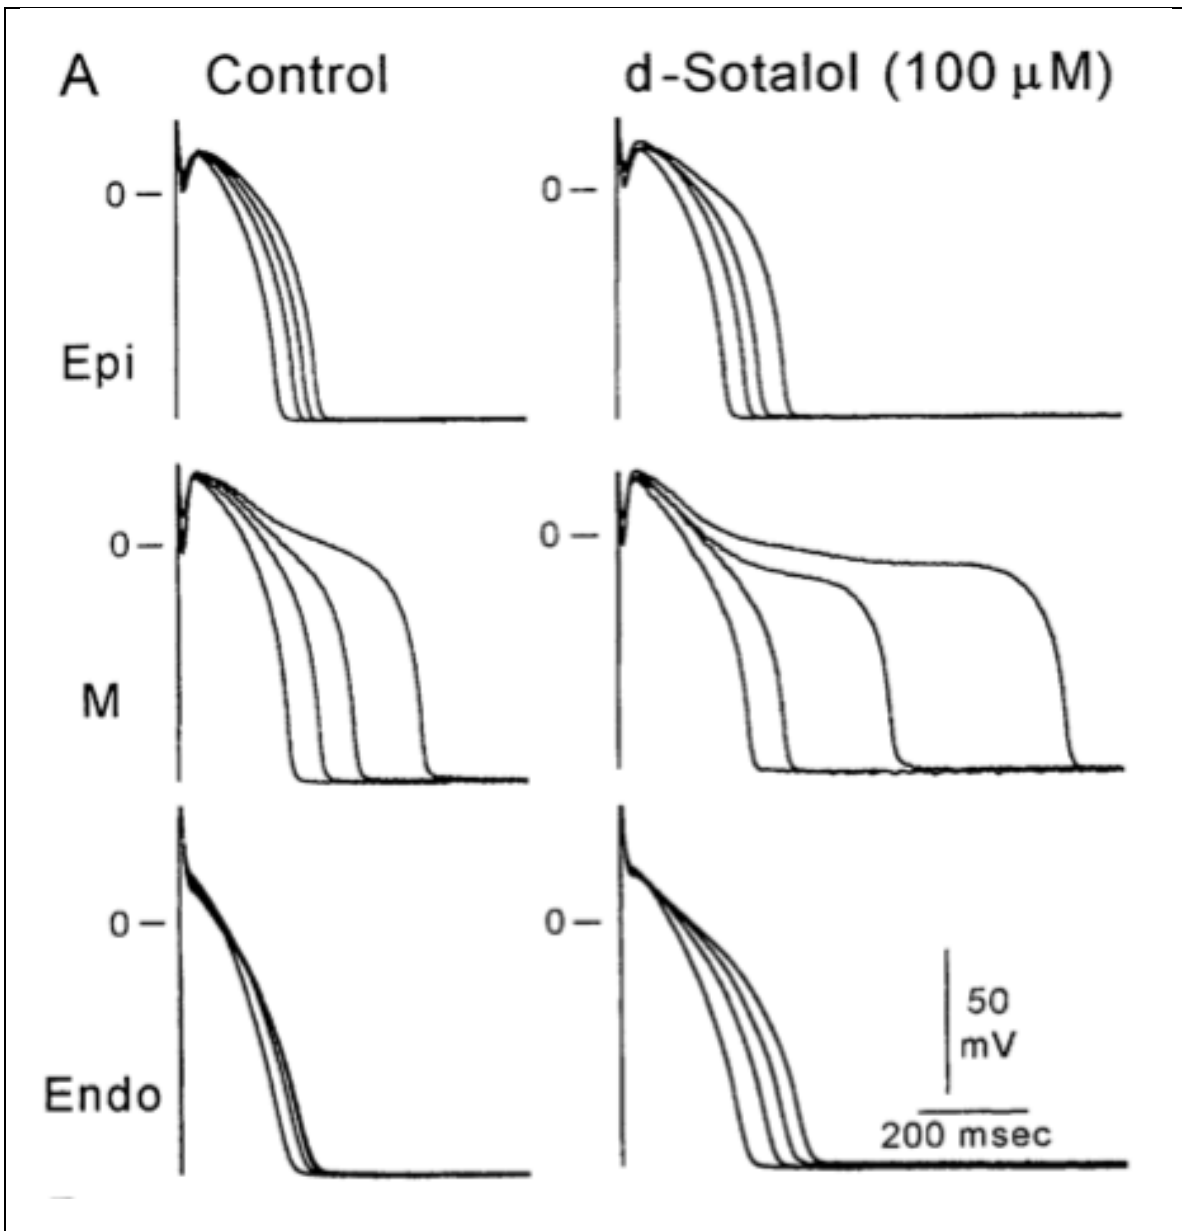 A Control d-Sotalol (100 μM)
0 – 0 –
Epi
0 – 0 –
M
0 – 0 –
50
mV
Endo
200 msec